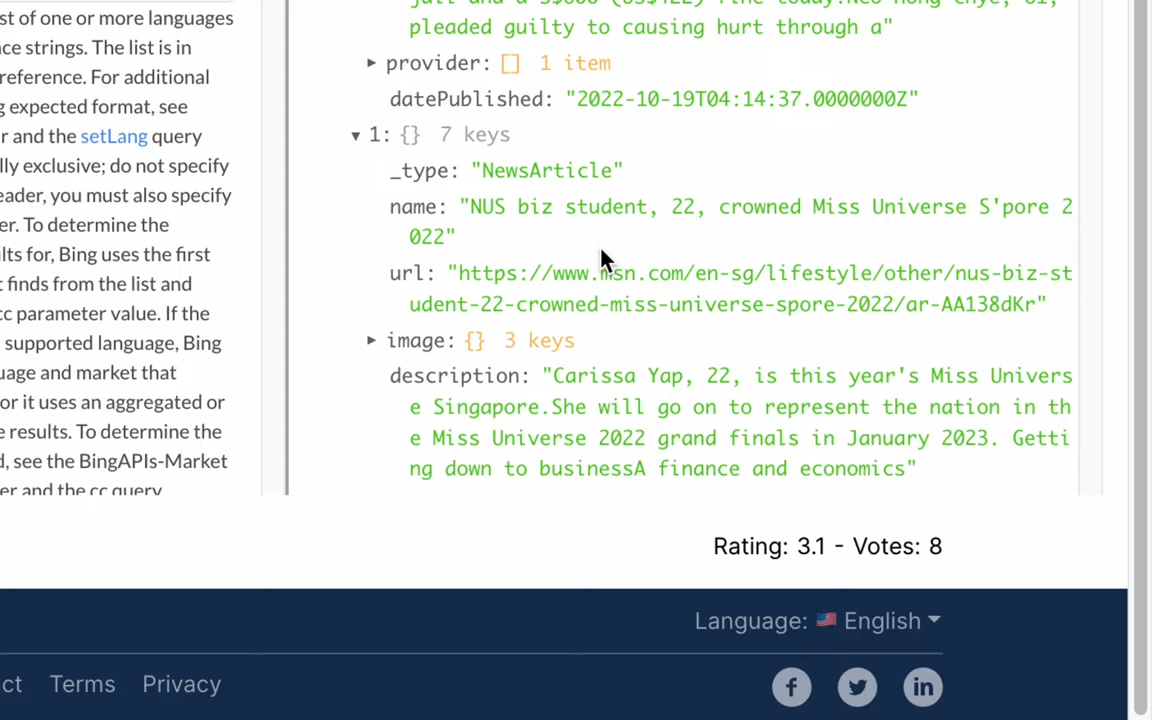 st of one or more languages
ce strings. The list is in
reference. For additional
g expected format, see
r and the setLang query
lly exclusive; do not specify
eader, you must also specify
er. To determine the
lts for, Bing uses the first
t finds from the list and
cc parameter value. If the
supported language, Bing
uage and market that
or it uses an aggregated or
e results. To determine the
d, see the BingAPIs-Market
er and the cc query
pleaded guilty to causing hurt through a"
provider: [] 1 item
datePublished: "2022-10-19T04:14:37.0000000Z"
1: {} 7 keys
_type: "NewsArticle"
name: "NUS biz student, 22, crowned Miss Universe S'pore 2
022"
url: "https://www.msn.com/en-sg/lifestyle/other/nus-biz-st
udent-22-crowned-miss-universe-spore-2022/ar-AA138dKr"
image: {} 3 keys
description: "Carissa Yap, 22, is this year's Miss Univers
e Singapore.She will go on to represent the nation in th
e Miss Universe 2022 grand finals in January 2023. Getti
ng down to businessA finance and economics"
Rating: 3.1 - Votes: 8
Language: English
ct Terms Privacy